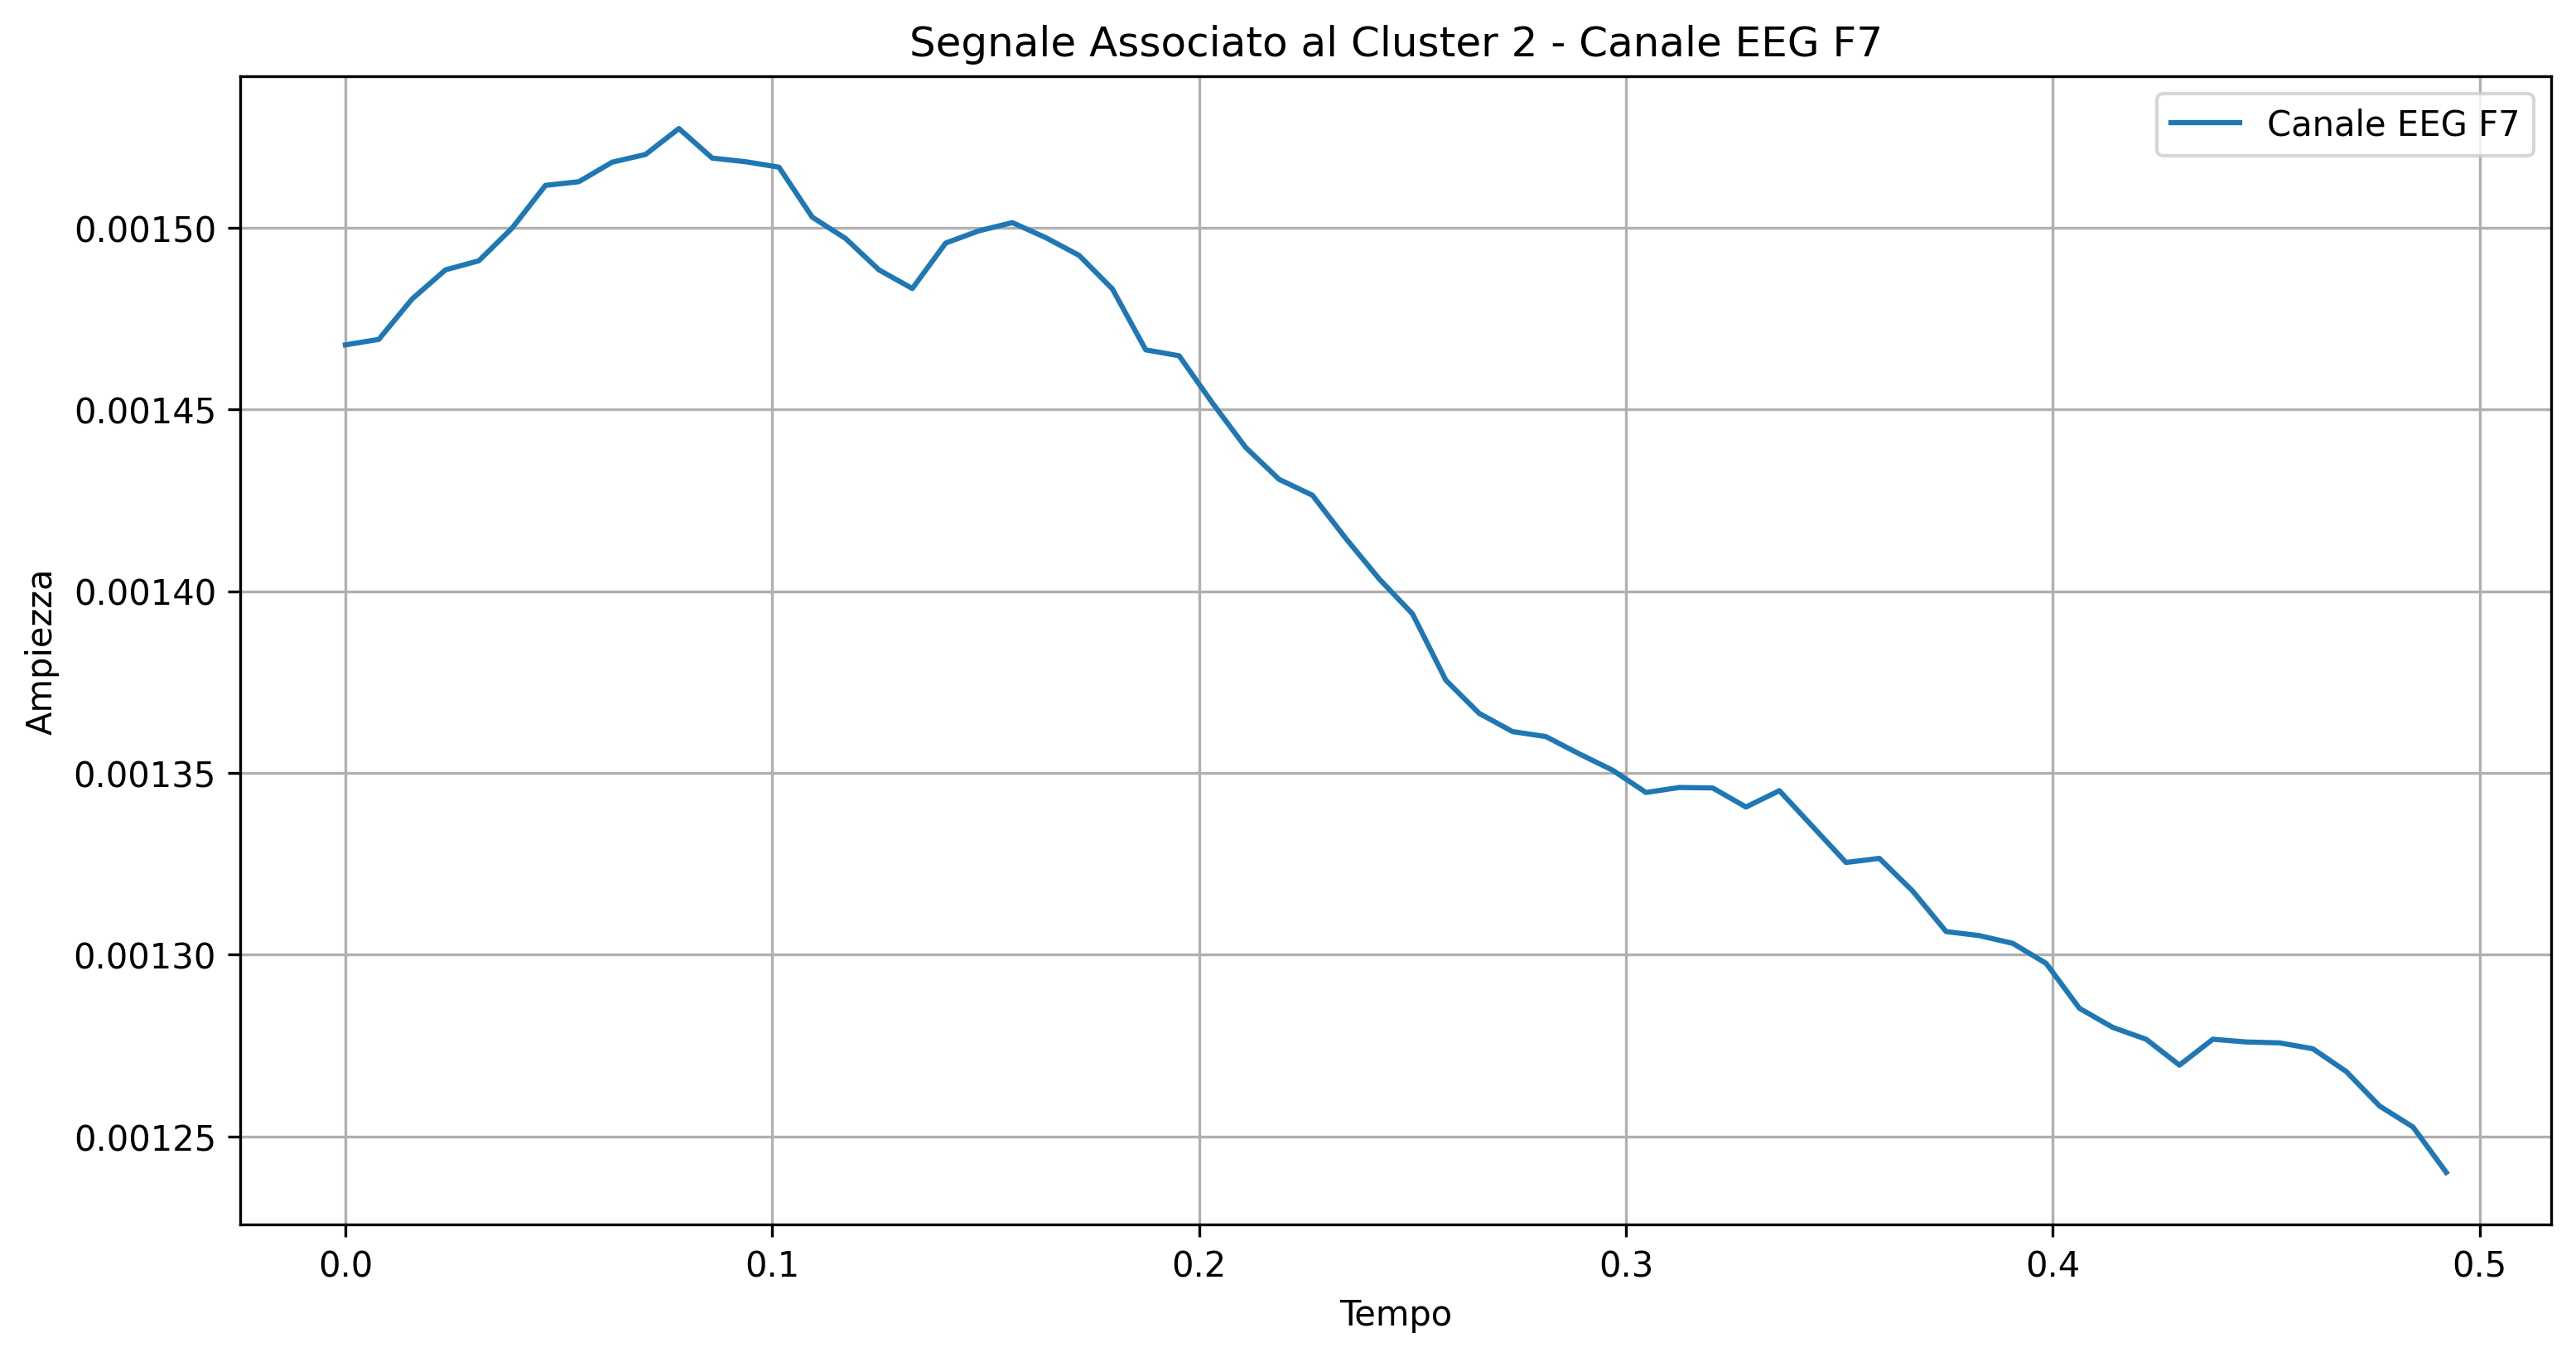 Segnale Associato al Cluster 2 - Canale EEG F7
Canale EEG F7
0.00150
0.00145
0.00140
0.00135
0.00130
0.00125
Ampiezza
0.0 0.1 0.2 0.3 0.4 0.5
Tempo